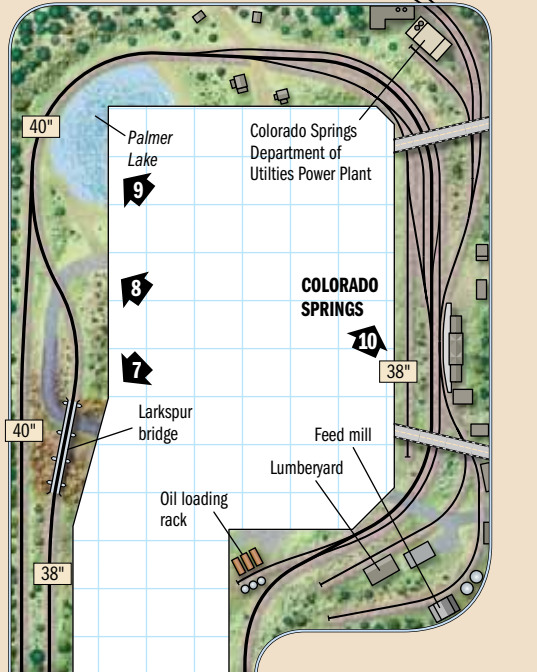 40"
Palmer
Lake
Colorado Springs
Department of
Utilties Power Plant
9
8
COLORADO
SPRINGS
10
7
38"
40"
Larkspur
bridge
Feed mill
Lumberyard
Oil loading
rack
38"